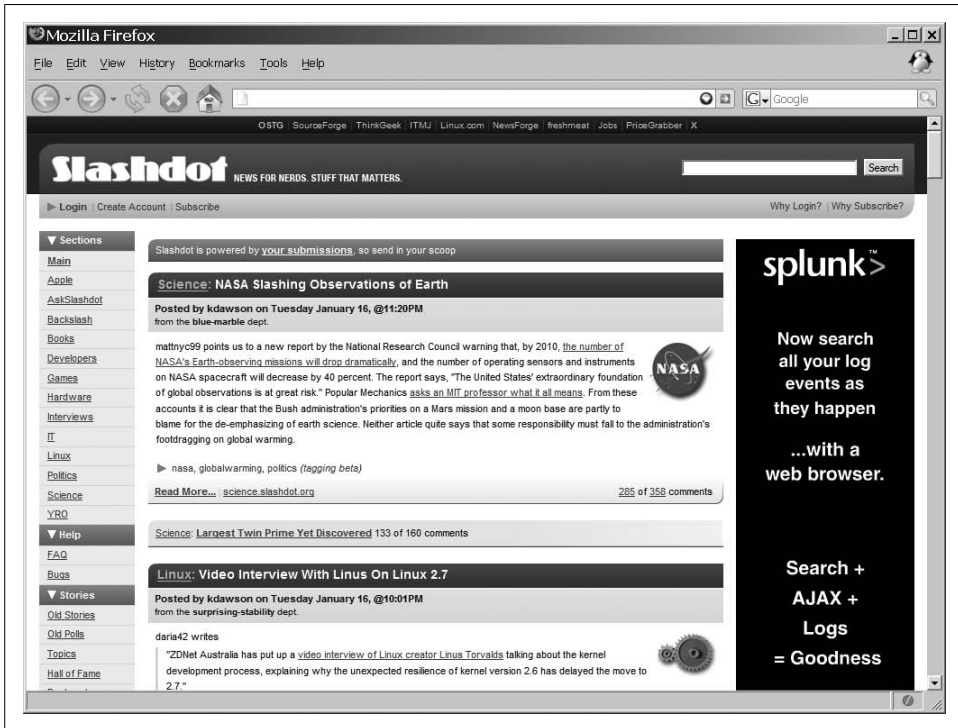 Mozilla Firefox
File Edit View History Bookmarks Tools Help
G Google
OSTG | SourceForge | ThinkGeek | ITMJ | Linux.com | NewsForge | freshmeat | Jobs | PriceGrabber | X
Slashdot NEWS FOR NERDS. STUFF THAT MATTERS.
Search
Login | Create Account | Subscribe
Why Login? | Why Subscribe?
▼ Sections
Main
Apple
AskSlashdot
Backslash
Books
Developers
Games
Hardware
Interviews
IT
Linux
Politics
Science
YRO
▼ Help
FAQ
Bugs
▼ Stories
Old Stories
Old Polls
Topics
Hall of Fame
Slashdot is powered by your submissions, so send in your scoop
Science: NASA Slashing Observations of Earth
Posted by kdawson on Tuesday January 16, @11:20PM
from the blue-marble dept.
mattnyc99 points us to a new report by the National Research Council warning that, by 2010, the number of
NASA's Earth-observing missions will drop dramatically, and the number of operating sensors and instruments
on NASA spacecraft will decrease by 40 percent. The report says, "The United States' extraordinary foundation
of global observations is at great risk." Popular Mechanics asks an MIT professor what it all means. From these
accounts it is clear that the Bush administration's priorities on a Mars mission and a moon base are partly to
blame for the de-emphasizing of earth science. Neither article quite says that some responsibility must fall to the administration's
footdragging on global warming.
NASA
nasa, globalwarming, politics (tagging beta)
Read More... | science.slashdot.org
285 of 358 comments
Science: Largest Twin Prime Yet Discovered 133 of 160 comments
Linux: Video Interview With Linus On Linux 2.7
Posted by kdawson on Tuesday January 16, @10:01PM
from the surprising-stability dept.
daria42 writes
"ZDNet Australia has put up a video interview of Linux creator Linus Torvalds talking about the kernel
development process, explaining why the unexpected resilience of kernel version 2.6 has delayed the move to
2.7."
splunk>™
Now search
all your log
events as
they happen
...with a
web browser.
Search +
AJAX +
Logs
= Goodness